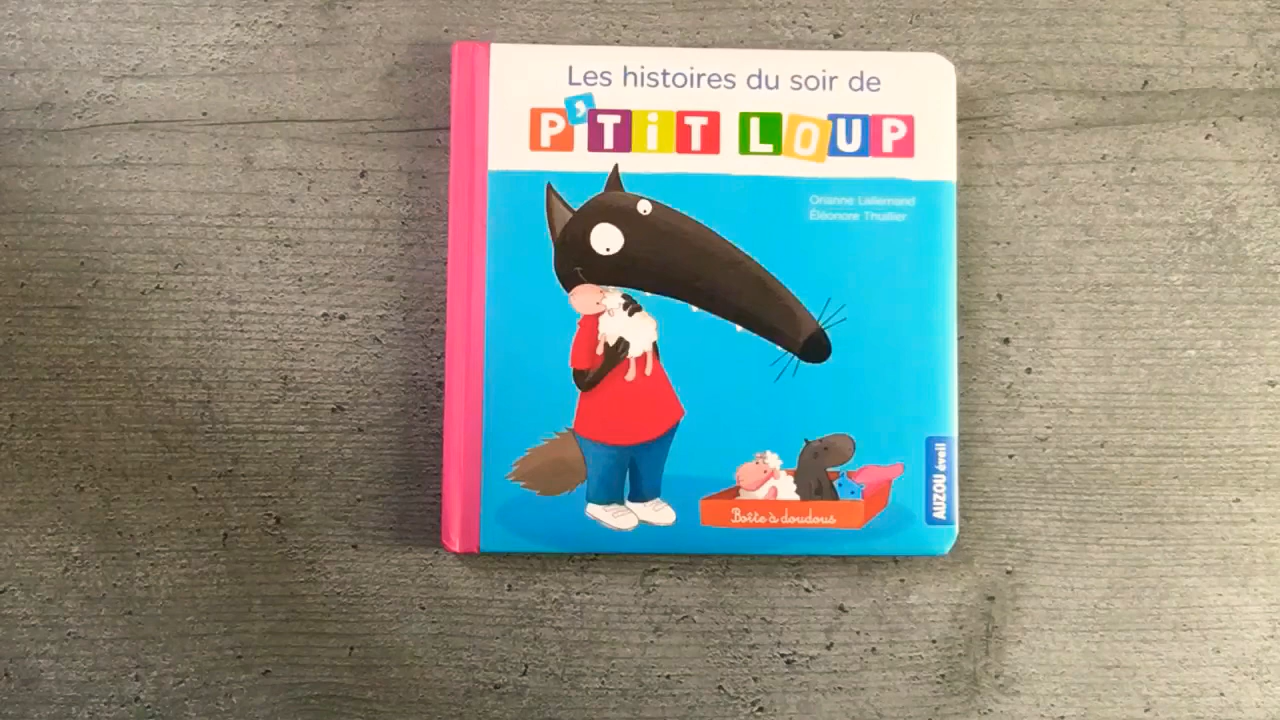 Les histoires du soir de
P'TiT LOUP
Orianne Lallemand
Éléonore Thuillier
Boîte à doudous
AUZOU éveil